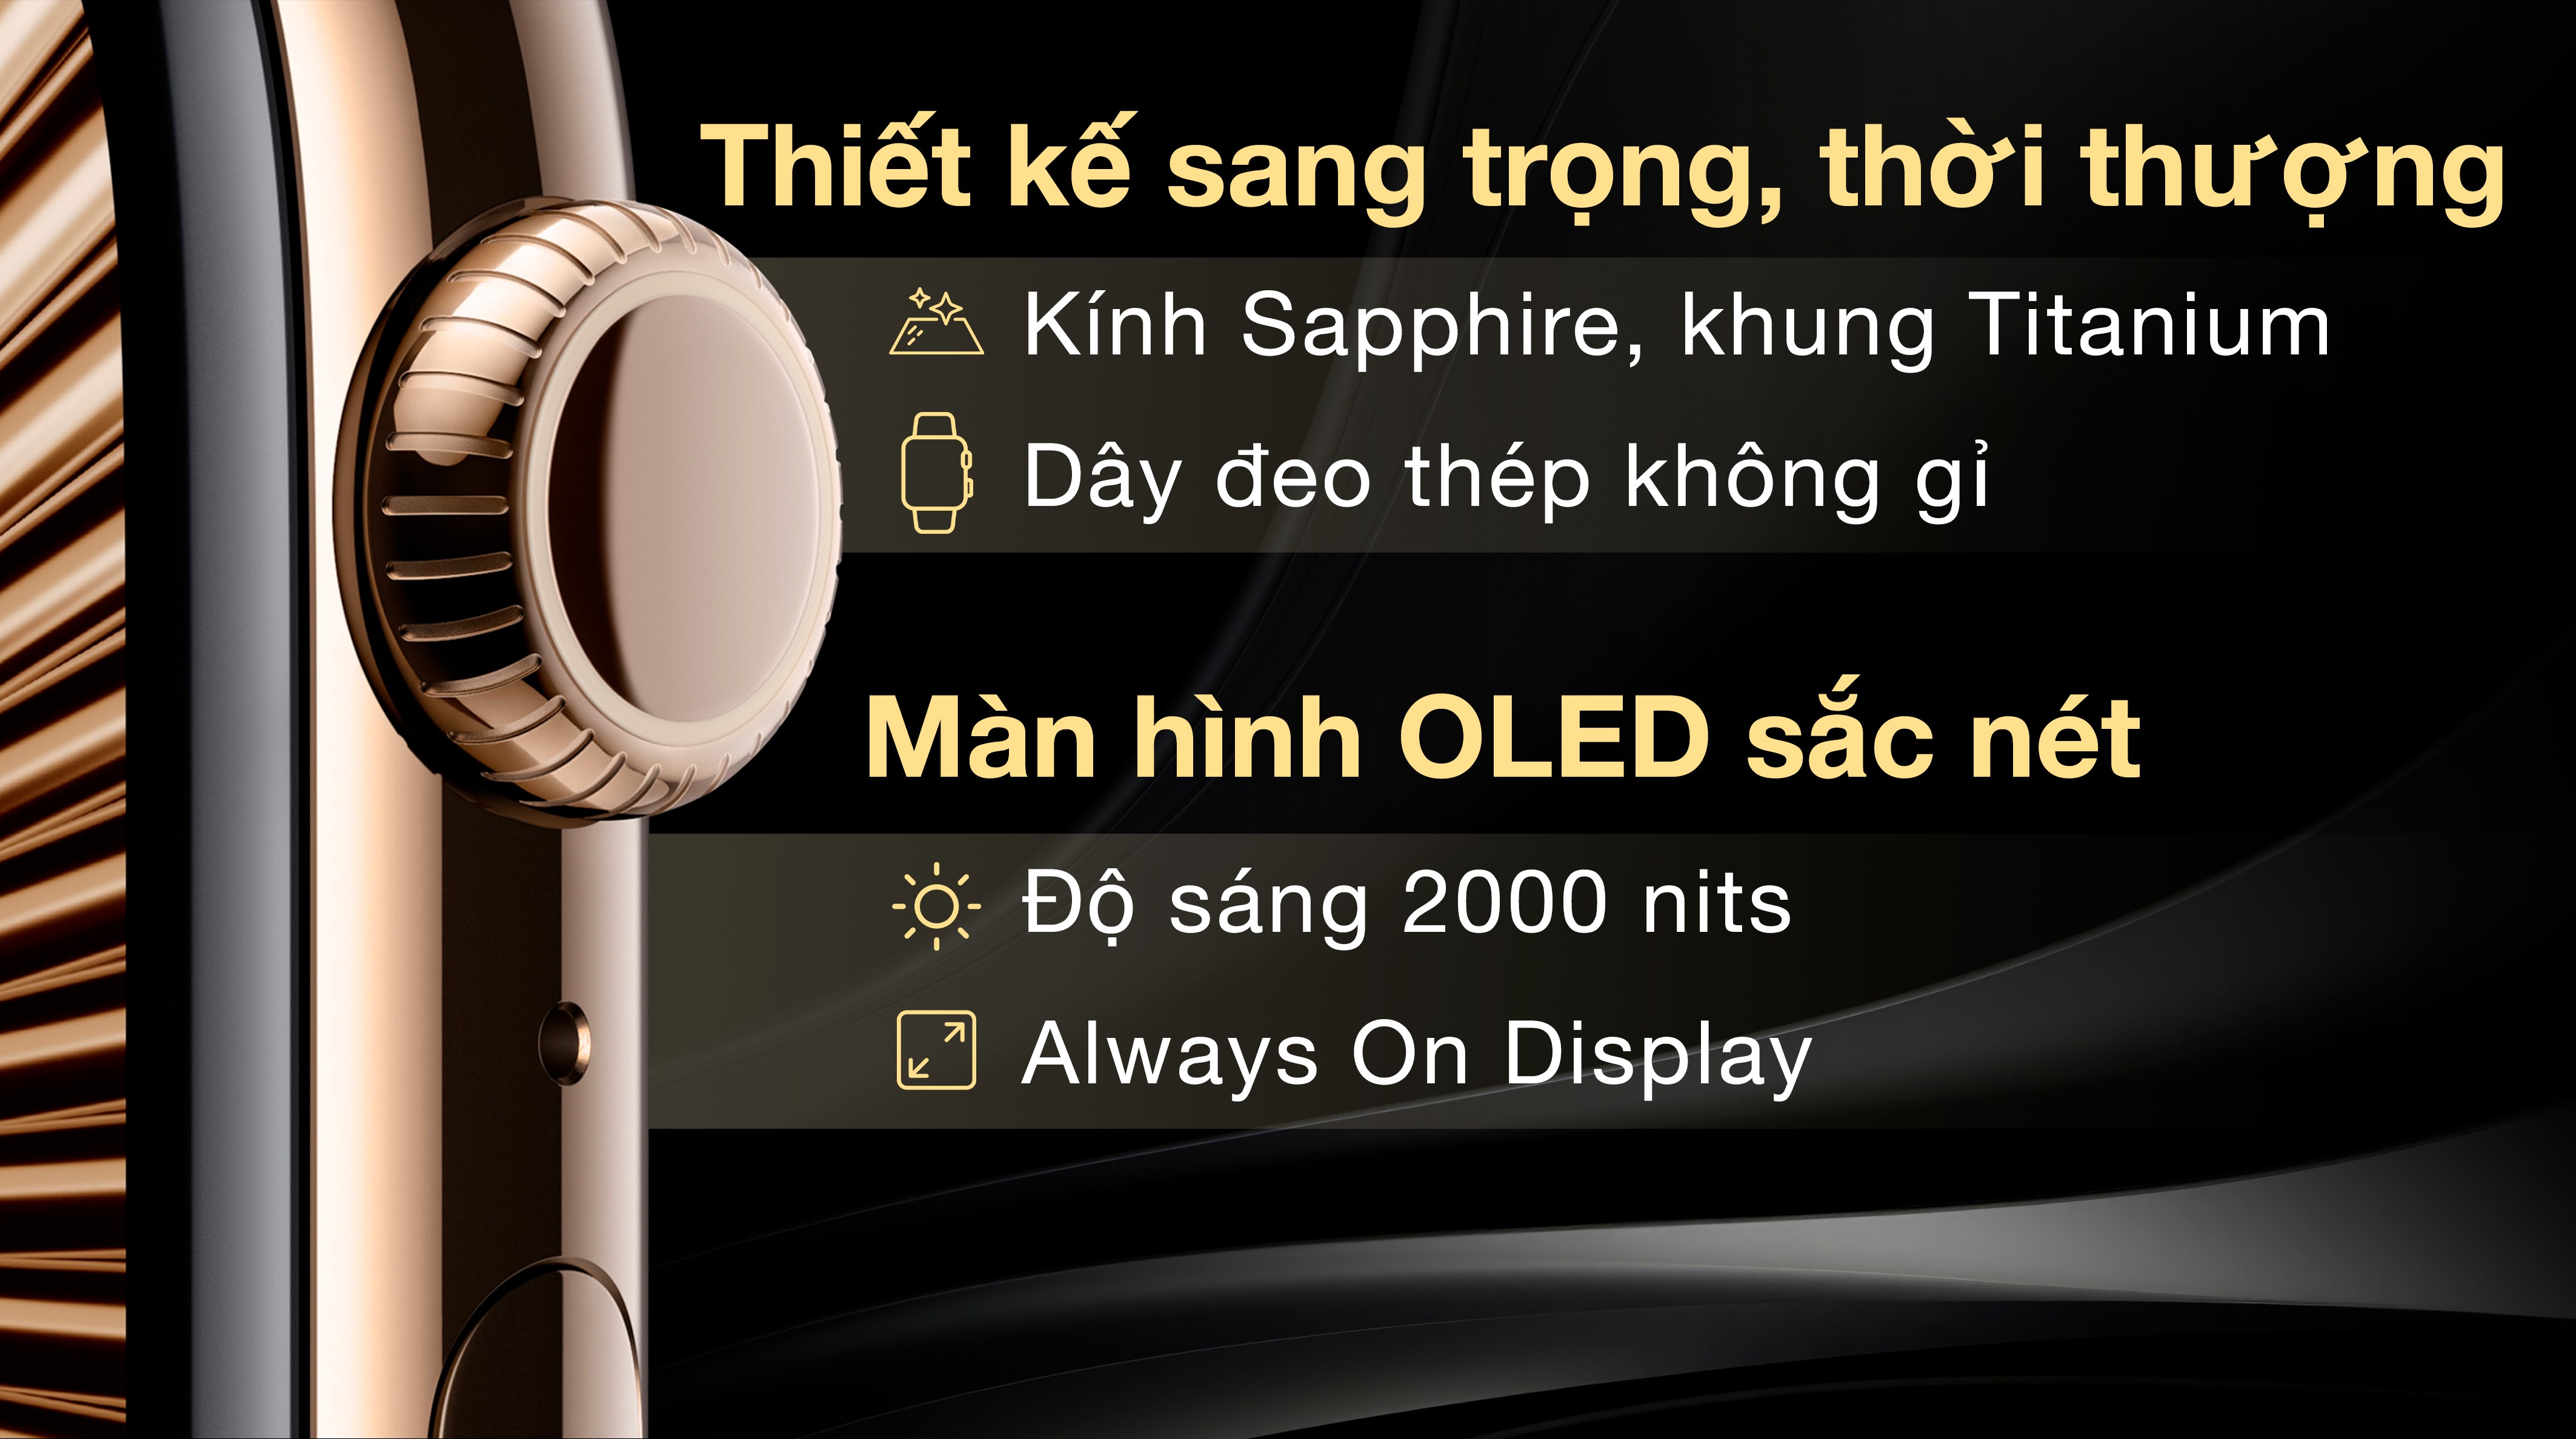 Thiết kế sang trọng, thời thượng
Kính Sapphire, khung Titanium
Dây đeo thép không gỉ
Màn hình OLED sắc nét
Độ sáng 2000 nits
Always On Display